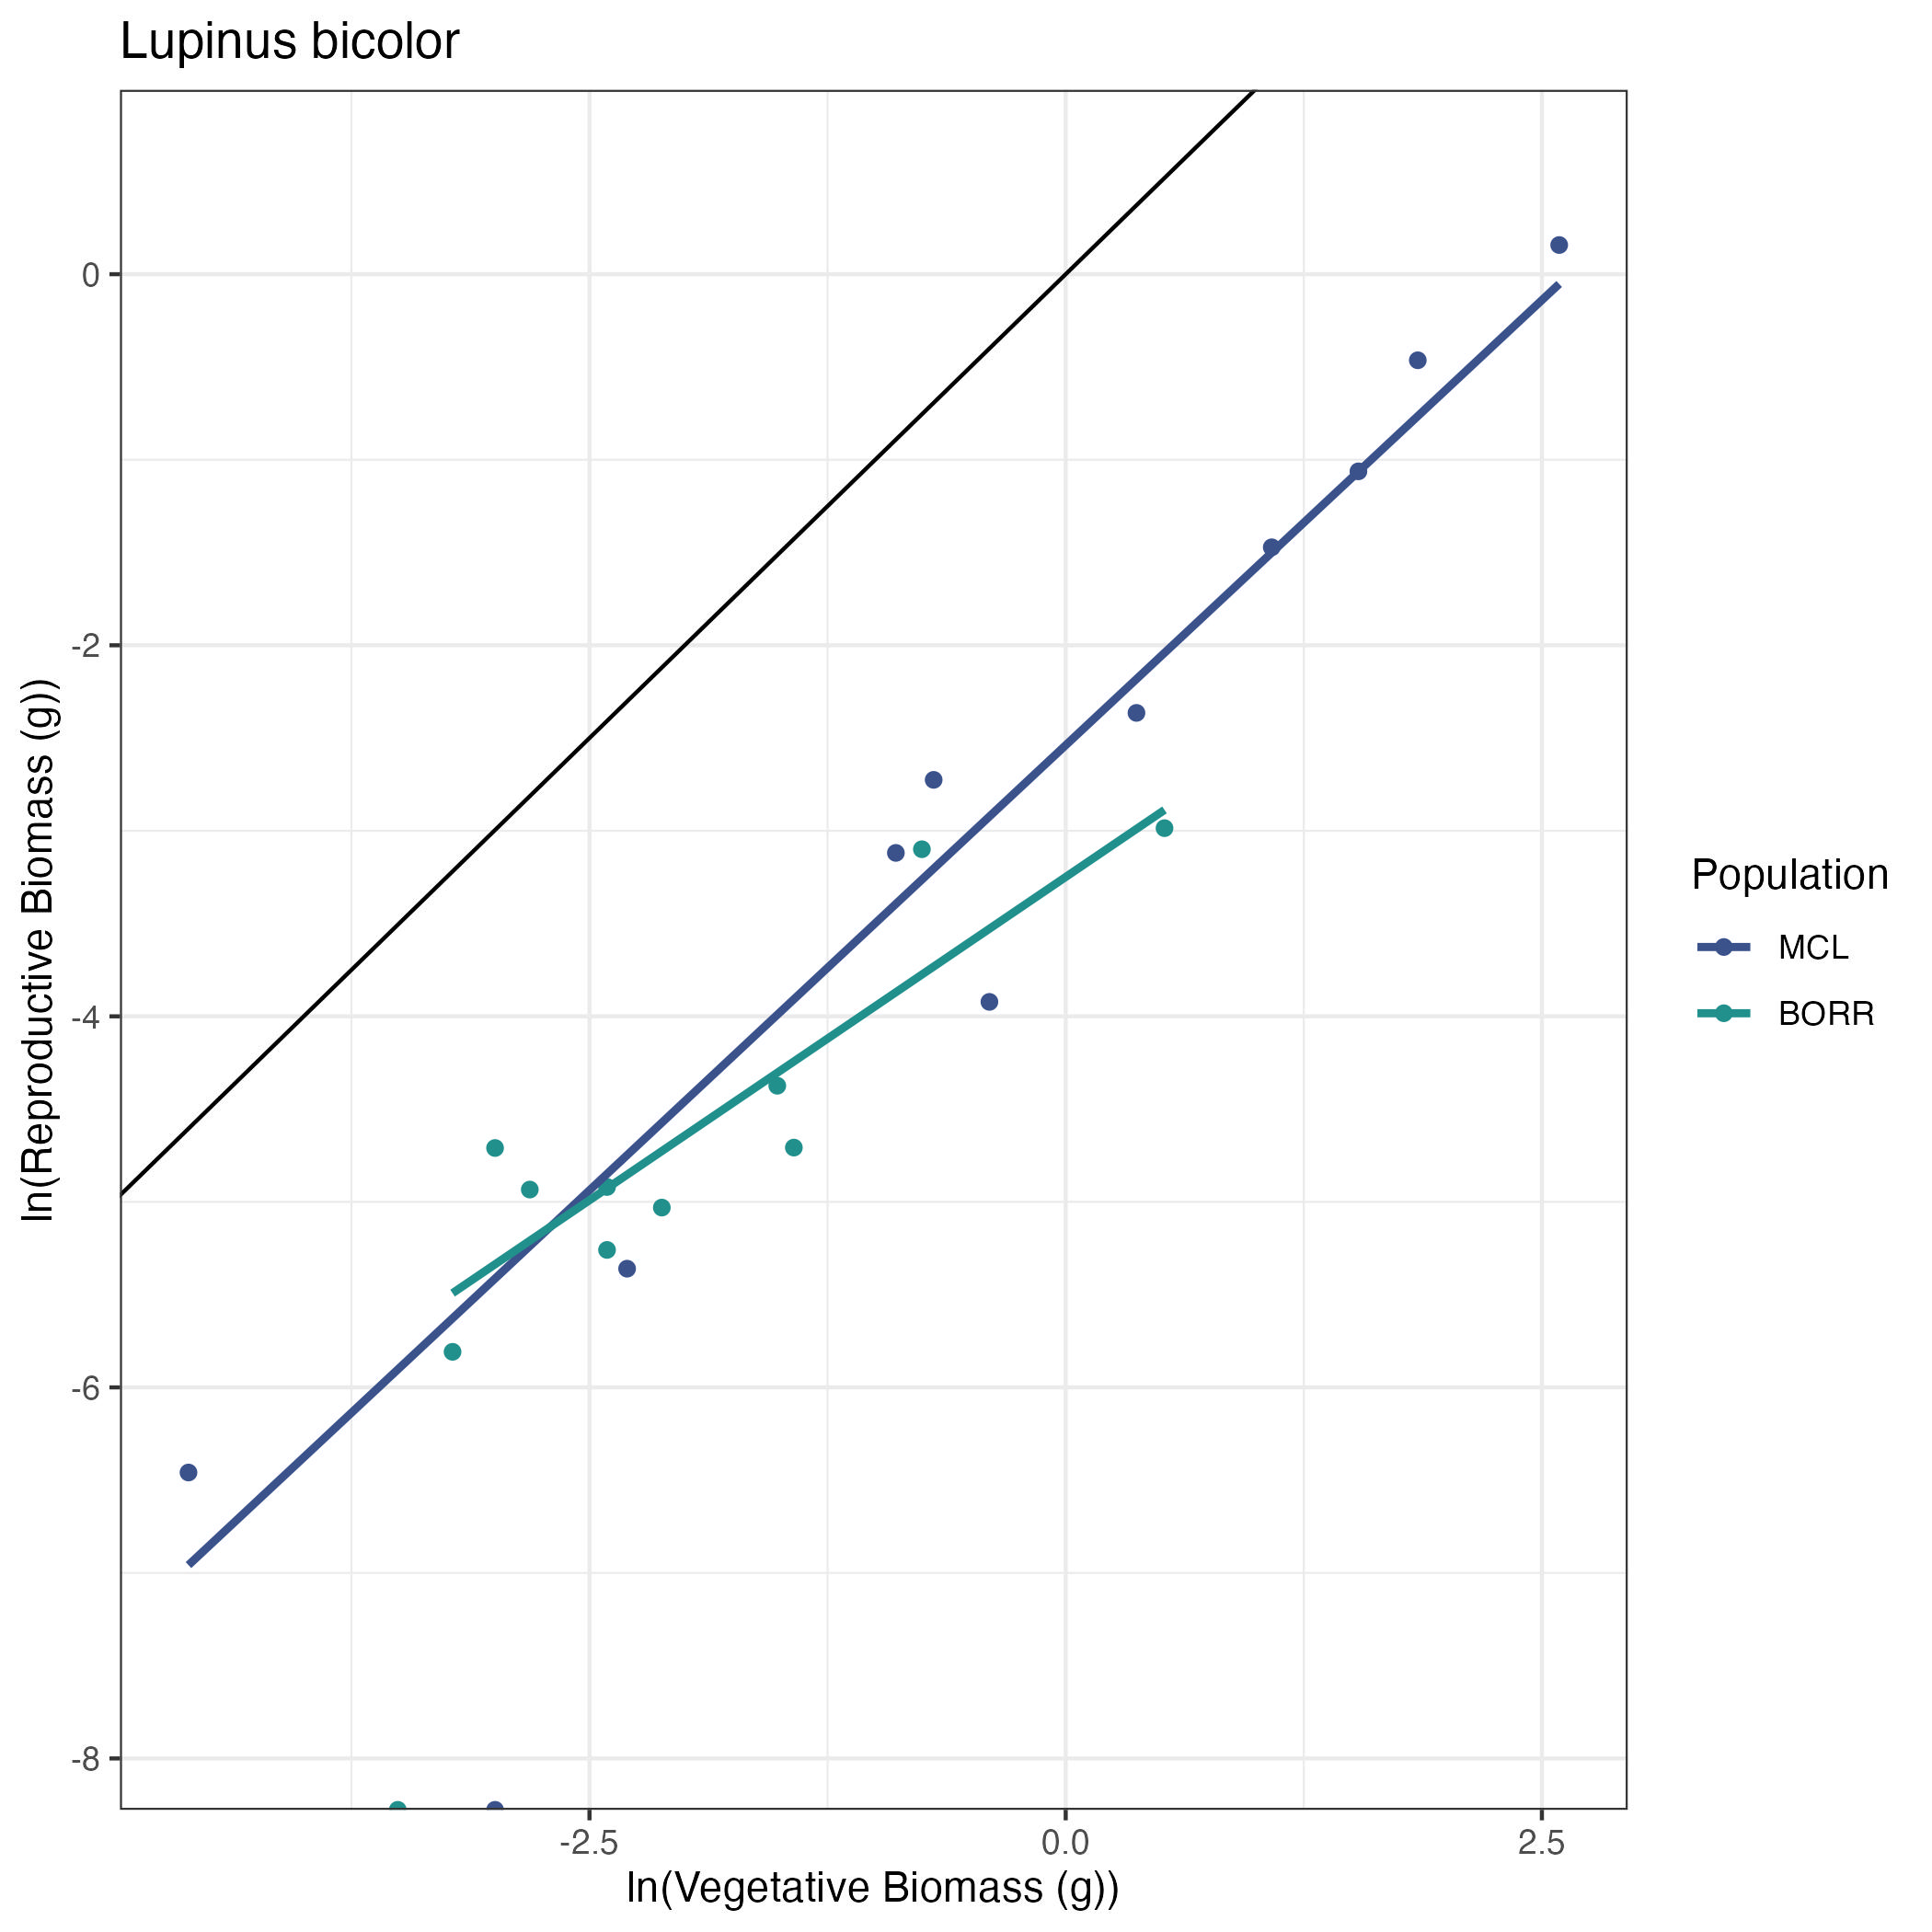 Lupinus bicolor
ln(Reproductive Biomass (g))
0
-2
-4
-6
-8
-2.5
0.0
2.5
ln(Vegetative Biomass (g))
Population
MCL
BORR